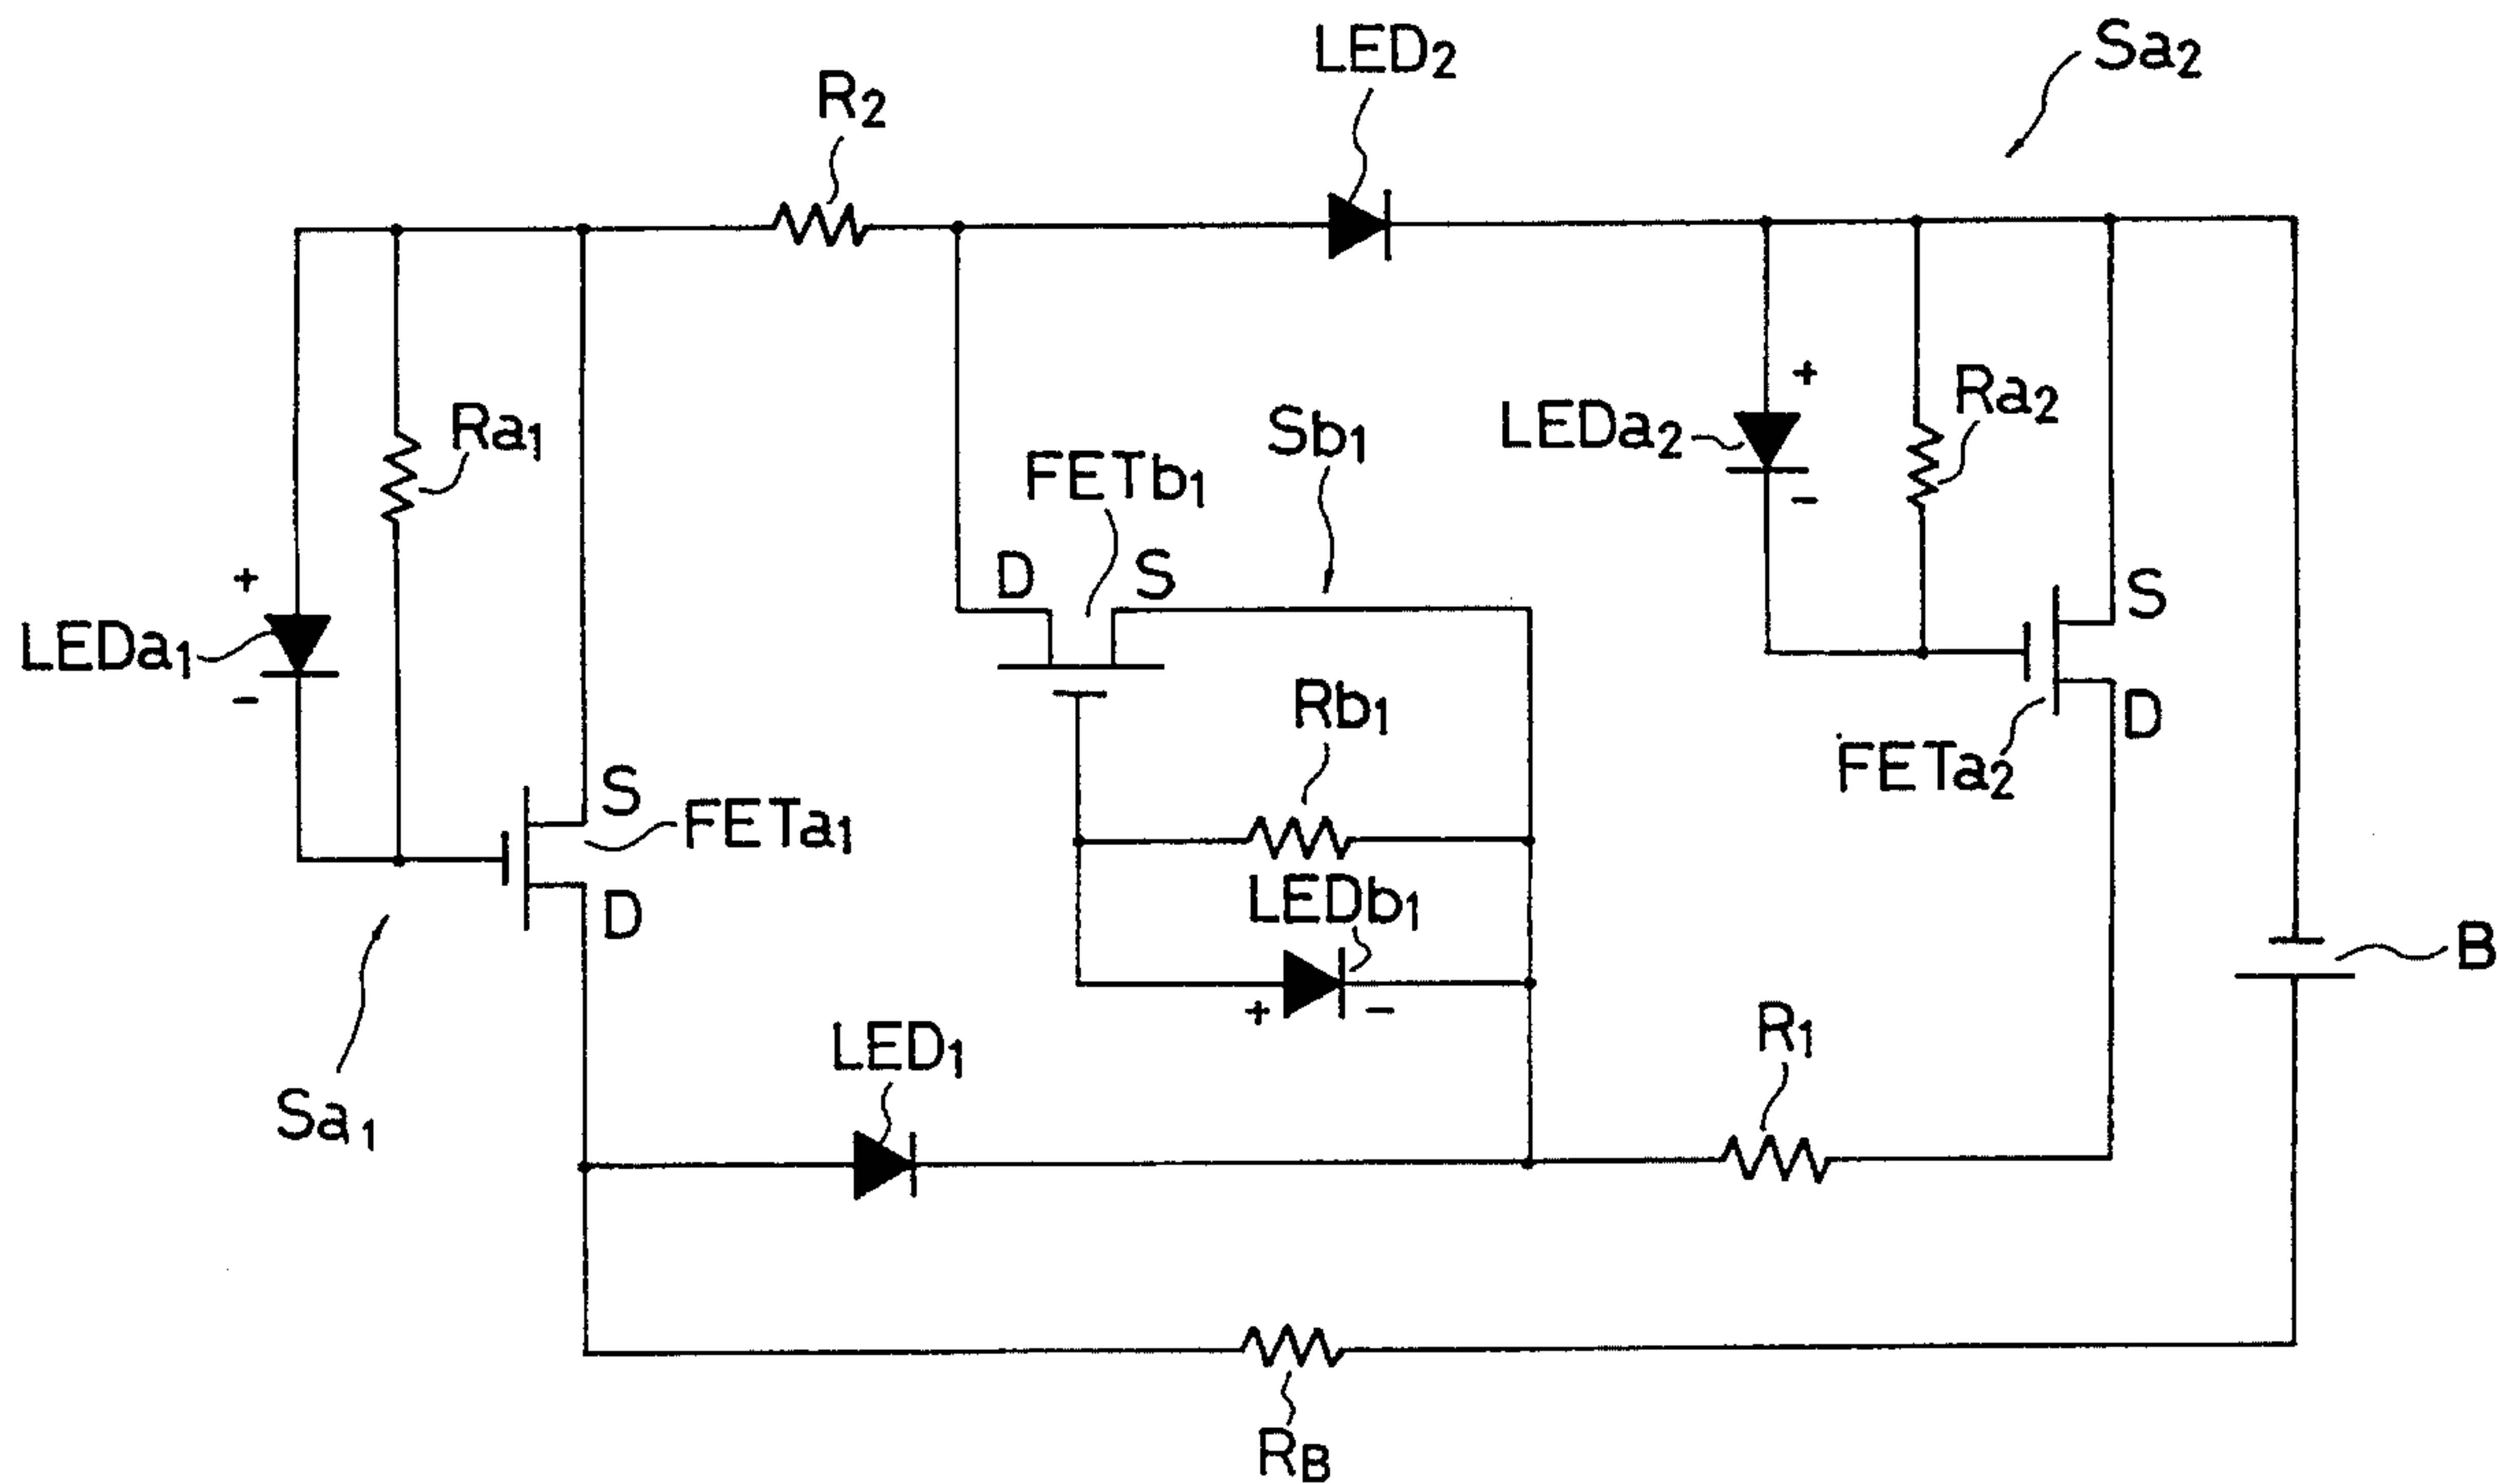 LED2
Sa2
R2
Ra1
FETb1
Sb1
LEDa2
+
-
Ra2
D
S
S
D
FETa2
+
LEDa1
-
S
FETa1
D
Rb1
LEDb1
+
-
B
LED1
R1
Sa1
RB